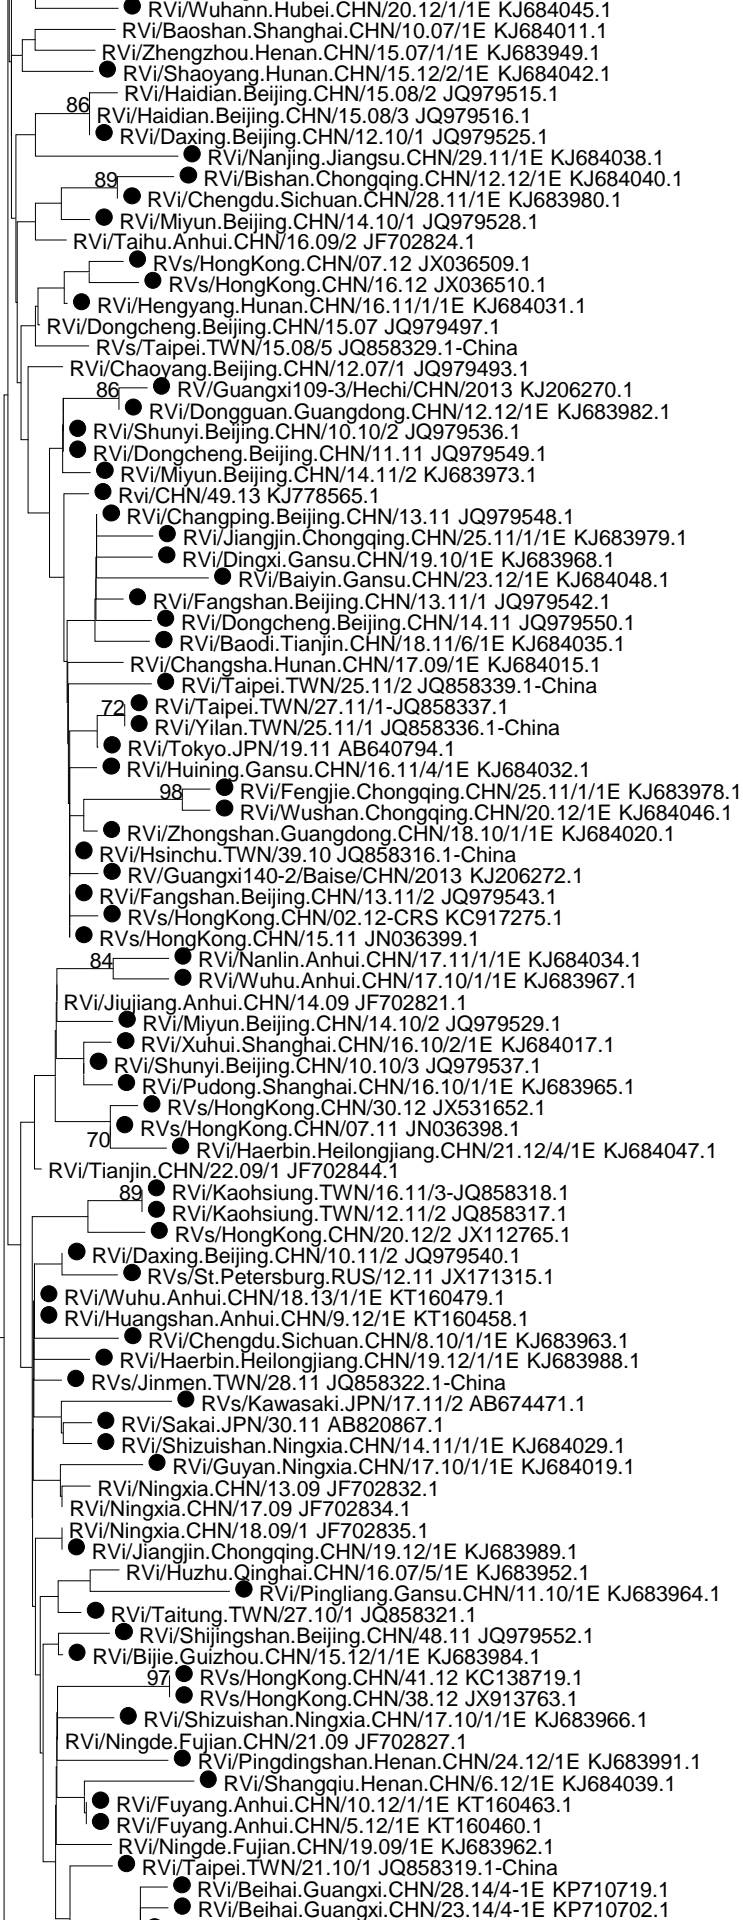 RVi/Wuhann.Hubei.CHN/20.12/1/1E KJ684045.1
RVi/Baoshan.Shanghai.CHN/10.07/1E KJ684011.1
RVi/Zhengzhou.Henan.CHN/15.07/1/1E KJ683949.1
RVi/Shaoyang.Hunan.CHN/15.12/2/1E KJ684042.1
RVi/Haidian.Beijing.CHN/15.08/2 JQ979515.1
86
RVi/Haidian.Beijing.CHN/15.08/3 JQ979516.1
RVi/Daxing.Beijing.CHN/12.10/1 JQ979525.1
RVi/Nanjing.Jiangsu.CHN/29.11/1E KJ684038.1
89 RVi/Bishan.Chongqing.CHN/12.12/1E KJ684040.1
RVi/Chengdu.Sichuan.CHN/28.11/1E KJ683980.1
RVi/Miyun.Beijing.CHN/14.10/1 JQ979528.1
RVi/Taihu.Anhui.CHN/16.09/2 JF702824.1
RVs/HongKong.CHN/07.12 JX036509.1
RVs/HongKong.CHN/16.12 JX036510.1
RVi/Hengyang.Hunan.CHN/16.11/1/1E KJ684031.1
RVi/Dongcheng.Beijing.CHN/15.07 JQ979497.1
RVs/Taipei.TWN/15.08/5 JQ858329.1-China
RVi/Chaoyang.Beijing.CHN/12.07/1 JQ979493.1
86 RV/Guangxi109-3/Hechi/CHN/2013 KJ206270.1
RVi/Dongguan.Guangdong.CHN/12.12/1E KJ683982.1
RVi/Shunyi.Beijing.CHN/10.10/2 JQ979536.1
RVi/Dongcheng.Beijing.CHN/11.11 JQ979549.1
RVi/Miyun.Beijing.CHN/14.11/2 KJ683973.1
Rvi/CHN/49.13 KJ778565.1
RVi/Changping.Beijing.CHN/13.11 JQ979548.1
RVi/Jiangjin.Chongqing.CHN/25.11/1/1E KJ683979.1
RVi/Dingxi.Gansu.CHN/19.10/1E KJ683968.1
RVi/Baiyin.Gansu.CHN/23.12/1E KJ684048.1
RVi/Fangshan.Beijing.CHN/13.11/1 JQ979542.1
RVi/Dongcheng.Beijing.CHN/14.11 JQ979550.1
RVi/Baodi.Tianjin.CHN/18.11/6/1E KJ684035.1
RVi/Changsha.Hunan.CHN/17.09/1E KJ684015.1
RVi/Taipei.TWN/25.11/2 JQ858339.1-China
72 RVi/Taipei.TWN/27.11/1-JQ858337.1
RVi/Yilan.TWN/25.11/1 JQ858336.1-China
RVi/Tokyo.JPN/19.11 AB640794.1
RVi/Huining.Gansu.CHN/16.11/4/1E KJ684032.1
98 RVi/Fengjie.Chongqing.CHN/25.11/1/1E KJ683978.1
RVi/Wushan.Chongqing.CHN/20.12/1E KJ684046.1
RVi/Zhongshan.Guangdong.CHN/18.10/1/1E KJ684020.1
RVi/Hsinchu.TWN/39.10 JQ858316.1-China
RV/Guangxi140-2/Baise/CHN/2013 KJ206272.1
RVi/Fangshan.Beijing.CHN/13.11/2 JQ979543.1
RVs/HongKong.CHN/02.12-CRS KC917275.1
RVs/HongKong.CHN/15.11 JN036399.1
84 RVi/Nanlin.Anhui.CHN/17.11/1/1E KJ684034.1
RVi/Wuhu.Anhui.CHN/17.10/1/1E KJ683967.1
RVi/Jiujiang.Anhui.CHN/14.09 JF702821.1
RVi/Miyun.Beijing.CHN/14.10/2 JQ979529.1
RVi/Xuhui.Shanghai.CHN/16.10/2/1E KJ684017.1
RVi/Shunyi.Beijing.CHN/10.10/3 JQ979537.1
RVi/Pudong.Shanghai.CHN/16.10/1/1E KJ683965.1
RVs/HongKong.CHN/30.12 JX531652.1
RVs/HongKong.CHN/07.11 JN036398.1
70
RVi/Haerbin.Heilongjiang.CHN/21.12/4/1E KJ684047.1
RVi/Tianjin.CHN/22.09/1 JF702844.1
89 RVi/Kaohsiung.TWN/16.11/3-JQ858318.1
RVi/Kaohsiung.TWN/12.11/2 JQ858317.1
RVs/HongKong.CHN/20.12/2 JX112765.1
RVi/Daxing.Beijing.CHN/10.11/2 JQ979540.1
RVs/St.Petersburg.RUS/12.11 JX171315.1
RVi/Wuhu.Anhui.CHN/18.13/1/1E KT160479.1
RVi/Huangshan.Anhui.CHN/9.12/1E KT160458.1
RVi/Chengdu.Sichuan.CHN/8.10/1/1E KJ683963.1
RVi/Haerbin.Heilongjiang.CHN/19.12/1/1E KJ683988.1
RVs/Jinmen.TWN/28.11 JQ858322.1-China
RVs/Kawasaki.JPN/17.11/2 AB674471.1
RVi/Sakai.JPN/30.11 AB820867.1
RVi/Shizuishan.Ningxia.CHN/14.11/1/1E KJ684029.1
RVi/Guyan.Ningxia.CHN/17.10/1/1E KJ684019.1
RVi/Ningxia.CHN/13.09 JF702832.1
RVi/Ningxia.CHN/17.09 JF702834.1
RVi/Ningxia.CHN/18.09/1 JF702835.1
RVi/Jiangjin.Chongqing.CHN/19.12/1E KJ683989.1
RVi/Huzhu.Qinghai.CHN/16.07/5/1E KJ683952.1
RVi/Pingliang.Gansu.CHN/11.10/1E KJ683964.1
RVi/Taitung.TWN/27.10/1 JQ858321.1
RVi/Shijingshan.Beijing.CHN/48.11 JQ979552.1
RVi/Bijie.Guizhou.CHN/15.12/1/1E KJ683984.1
97 RVs/HongKong.CHN/41.12 KC138719.1
RVs/HongKong.CHN/38.12 JX913763.1
RVi/Shizuishan.Ningxia.CHN/17.10/1/1E KJ683966.1
RVi/Ningde.Fujian.CHN/21.09 JF702827.1
RVi/Pingdingshan.Henan.CHN/24.12/1E KJ683991.1
RVi/Shangqiu.Henan.CHN/6.12/1E KJ684039.1
RVi/Fuyang.Anhui.CHN/10.12/1/1E KT160463.1
RVi/Fuyang.Anhui.CHN/5.12/1E KT160460.1
RVi/Ningde.Fujian.CHN/19.09/1E KJ683962.1
RVi/Taipei.TWN/21.10/1 JQ858319.1-China
RVi/Beihai.Guangxi.CHN/28.14/4-1E KP710719.1
RVi/Beihai.Guangxi.CHN/23.14/4-1E KP710702.1